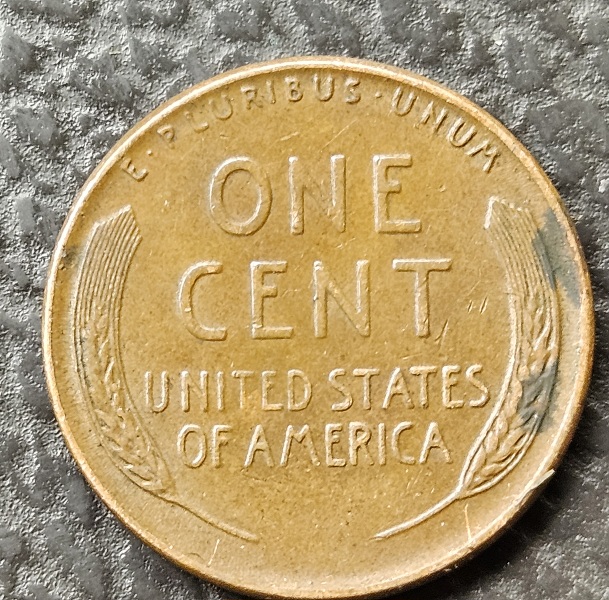 E·PLURIBUS·UNUM
ONE
CENT
UNITED STATES
OF AMERICA